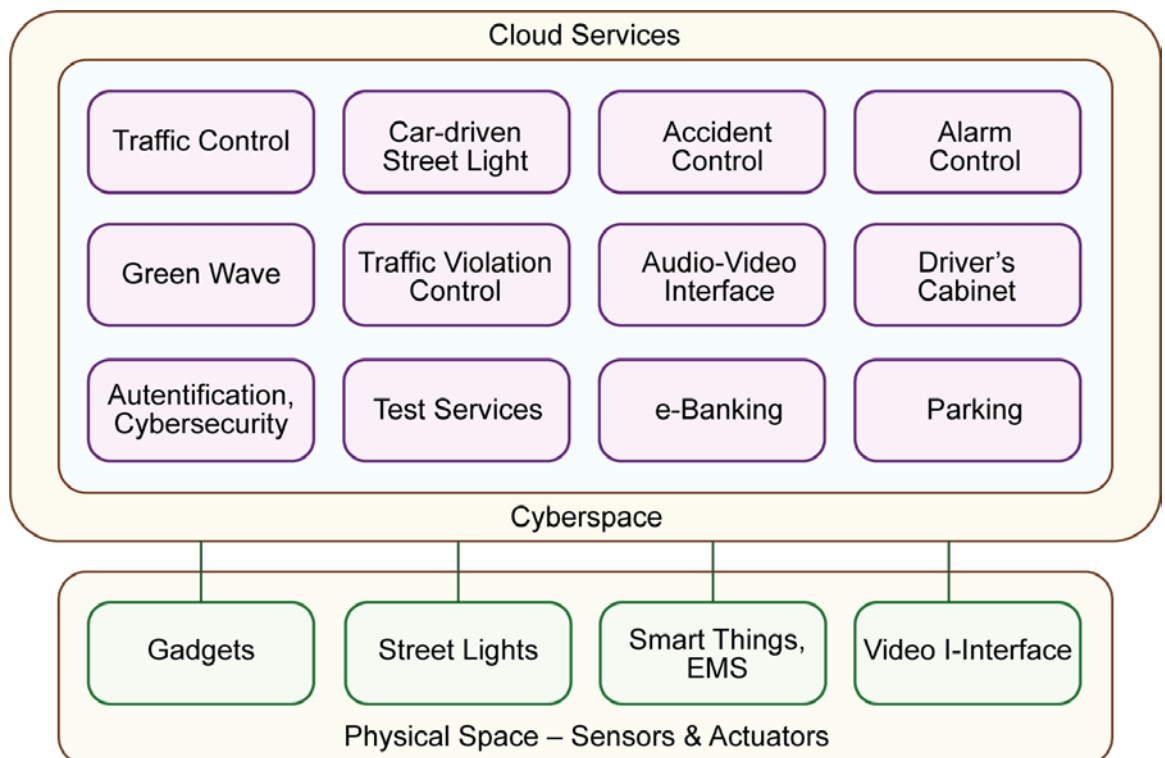 Cloud Services
Traffic Control
Car-driven
Street Light
Accident
Control
Alarm
Control
Green Wave
Traffic Violation
Control
Audio-Video
Interface
Driver’s
Cabinet
Autentification,
Cybersecurity
Test Services
e-Banking
Parking
Cyberspace
Gadgets
Street Lights
Smart Things,
EMS
Video I-Interface
Physical Space – Sensors & Actuators